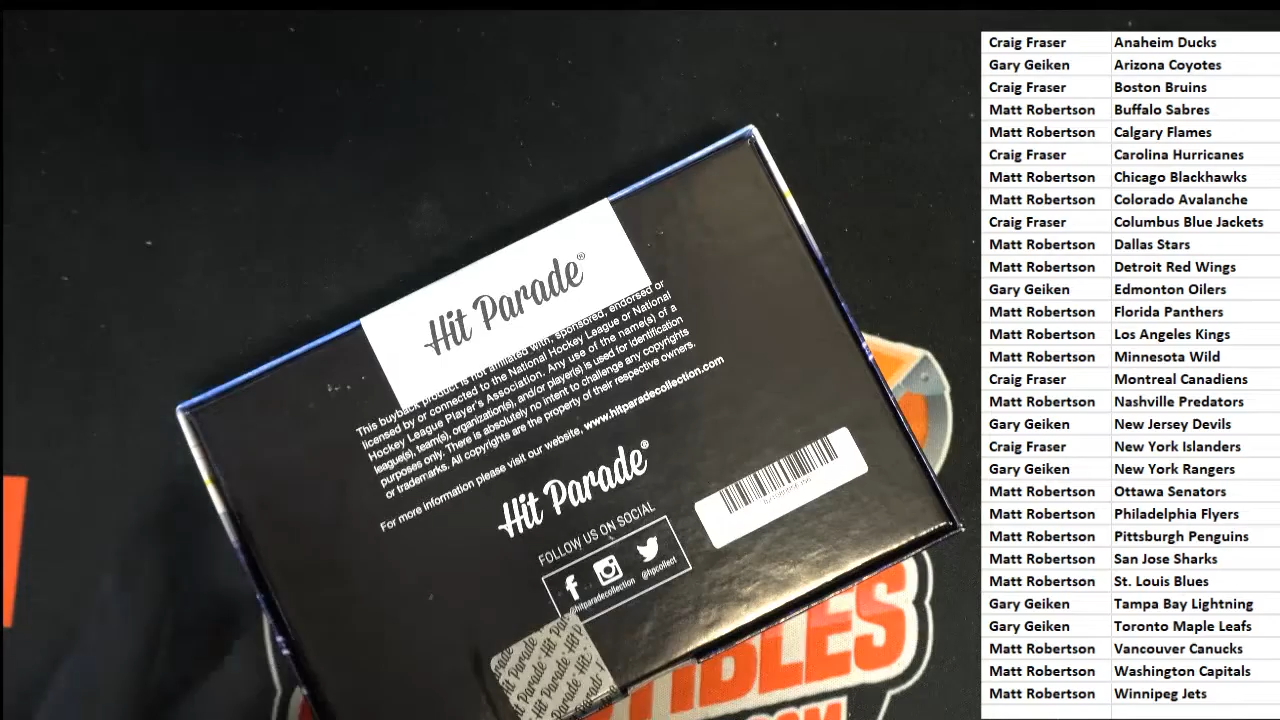 Hit Parade®
This buyback product is not affiliated with, sponsored, endorsed or
licensed by or connected to the National Hockey League or National
Hockey League Player's Association. Any use of the name(s) of a
league(s), team(s), organization(s), and/or player(s) is used for identification
purposes only. There is absolutely no intent to challenge any copyrights
or trademarks. All copyrights are the property of their respective owners.
For more information please visit our website, www.hitparadecollection.com
Hit Parade®
FOLLOW US ON SOCIAL
@hitparadecollection @hpcollect
Craig Fraser Anaheim Ducks
Gary Geiken Arizona Coyotes
Craig Fraser Boston Bruins
Matt Robertson Buffalo Sabres
Matt Robertson Calgary Flames
Craig Fraser Carolina Hurricanes
Matt Robertson Chicago Blackhawks
Matt Robertson Colorado Avalanche
Craig Fraser Columbus Blue Jackets
Matt Robertson Dallas Stars
Matt Robertson Detroit Red Wings
Gary Geiken Edmonton Oilers
Matt Robertson Florida Panthers
Matt Robertson Los Angeles Kings
Matt Robertson Minnesota Wild
Craig Fraser Montreal Canadiens
Matt Robertson Nashville Predators
Gary Geiken New Jersey Devils
Craig Fraser New York Islanders
Gary Geiken New York Rangers
Matt Robertson Ottawa Senators
Matt Robertson Philadelphia Flyers
Matt Robertson Pittsburgh Penguins
Matt Robertson San Jose Sharks
Matt Robertson St. Louis Blues
Gary Geiken Tampa Bay Lightning
Gary Geiken Toronto Maple Leafs
Matt Robertson Vancouver Canucks
Matt Robertson Washington Capitals
Matt Robertson Winnipeg Jets